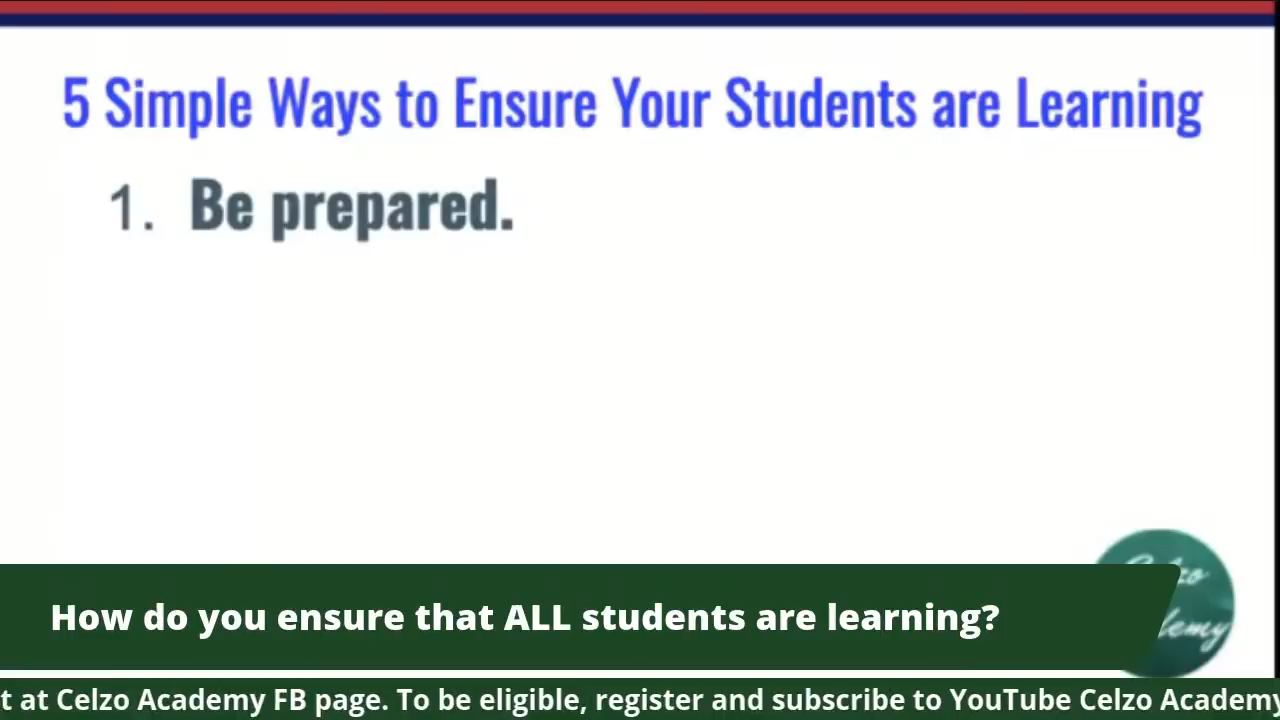 5 Simple Ways to Ensure Your Students are Learning
1. Be prepared.
How do you ensure that ALL students are learning?
t at Celzo Academy FB page. To be eligible, register and subscribe to YouTube Celzo Academy